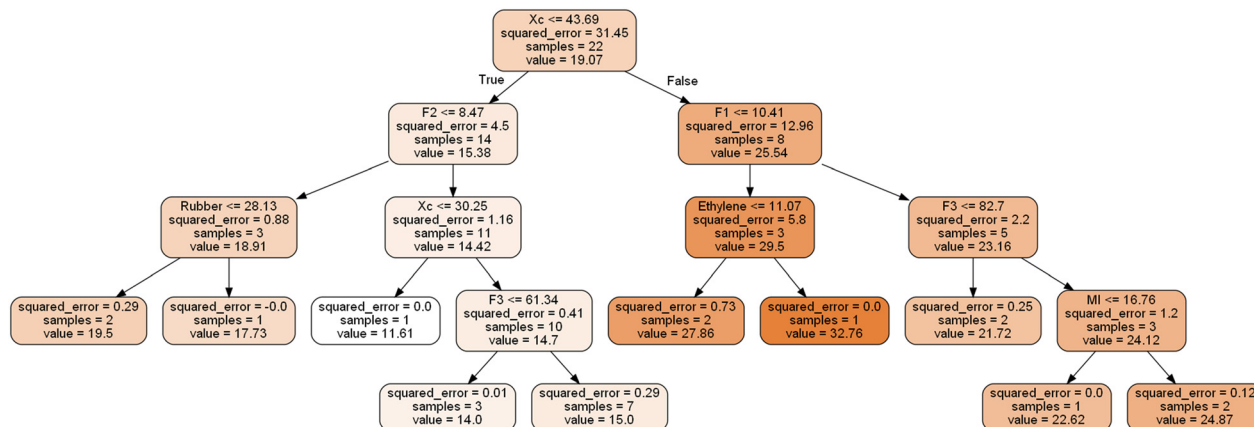 Xc <= 43.69
squared_error = 31.45
samples = 22
value = 19.07
True
False
F2 <= 8.47
squared_error = 4.5
samples = 14
value = 15.38
F1 <= 10.41
squared_error = 12.96
samples = 8
value = 25.54
Rubber <= 28.13
squared_error = 0.88
samples = 3
value = 18.91
Xc <= 30.25
squared_error = 1.16
samples = 11
value = 14.42
Ethylene <= 11.07
squared_error = 5.8
samples = 3
value = 29.5
F3 <= 82.7
squared_error = 2.2
samples = 5
value = 23.16
squared_error = 0.29
samples = 2
value = 19.5
squared_error = -0.0
samples = 1
value = 17.73
squared_error = 0.0
samples = 1
value = 11.61
F3 <= 61.34
squared_error = 0.41
samples = 10
value = 14.7
squared_error = 0.73
samples = 2
value = 27.86
squared_error = 0.0
samples = 1
value = 32.76
squared_error = 0.25
samples = 2
value = 21.72
MI <= 16.76
squared_error = 1.2
samples = 3
value = 24.12
squared_error = 0.01
samples = 3
value = 14.0
squared_error = 0.29
samples = 7
value = 15.0
squared_error = 0.0
samples = 1
value = 22.62
squared_error = 0.12
samples = 2
value = 24.87